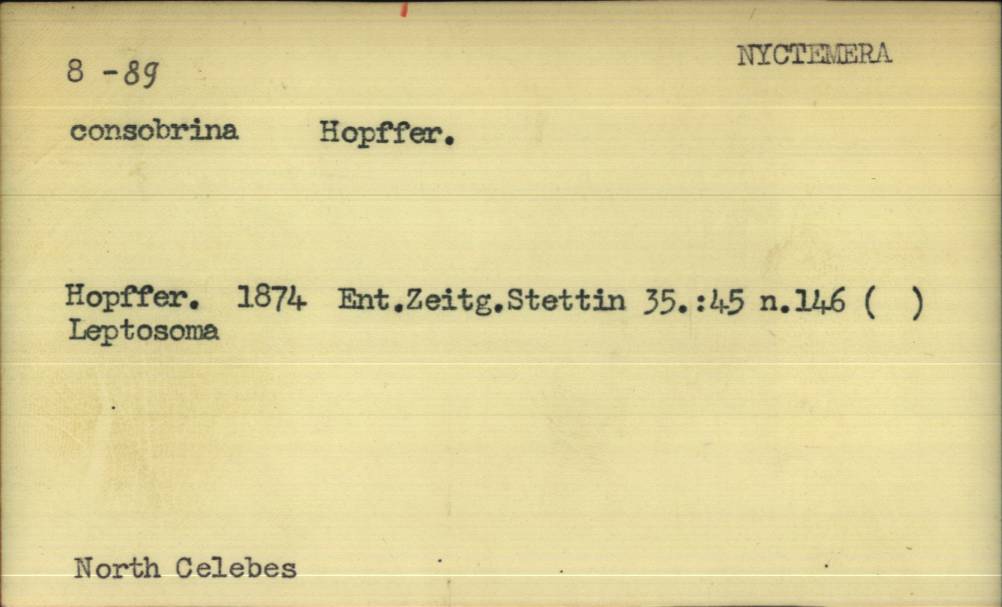 NYCTEMERA
8 -89
consobrina Hopffer.
Hopffer. 1874 Ent.Zeitg.Stettin 35.:45 n.146 ( )
Leptosoma
North Celebes